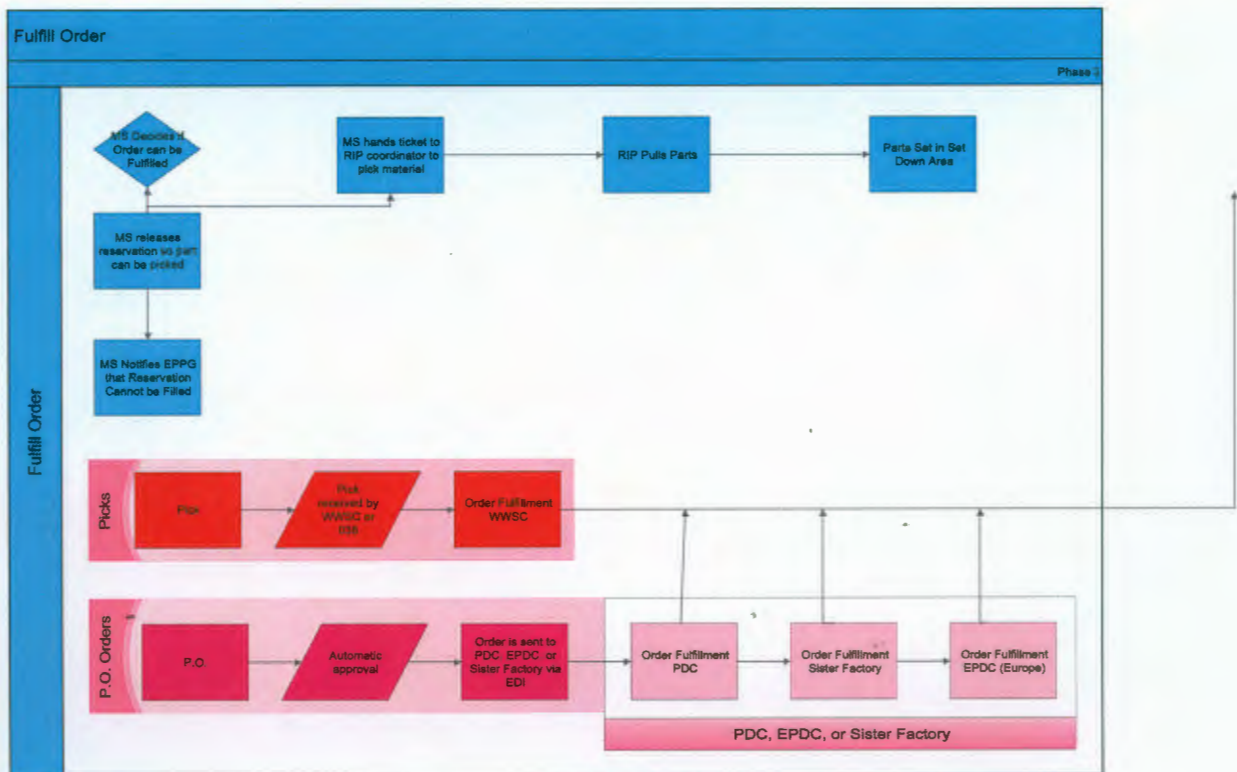 Fulfill Order
Phase
MS Decides if
Order can be
Fulfilled
MS hands ticket to
RIP coordinator to
pick material
RIP Pulls Parts
Parts Set in Set
Down Area
MS releases
reservation so part
can be picked
MS Notifies EPPG
that Reservation
Cannot be Filled
Fulfill Order
Picks
received by
WWSC or
Order Fulfillment
WWSC
P.O. Orders
P.O.
Automatic
approval
Order is sent to
PDC, EPDC, or
Sister Factory via
EDI
Order Fulfillment
PDC
Order Fulfillment
Sister Factory
Order Fulfillment
EPDC (Europe)
PDC, EPDC, or Sister Factory